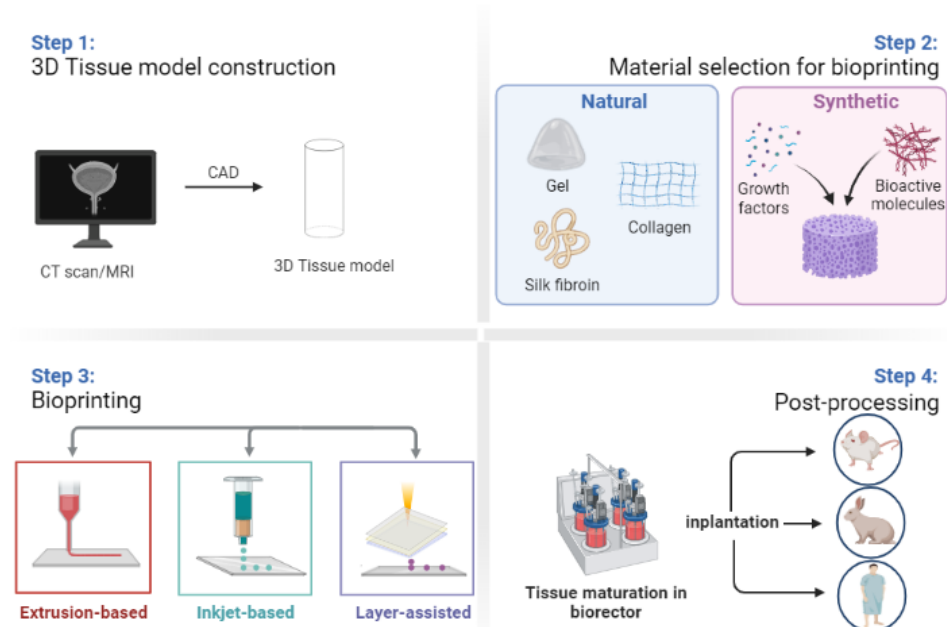 Step 1:
3D Tissue model construction
CT scan/MRI
CAD
3D Tissue model
Step 2:
Material selection for bioprinting
Natural
Gel
Collagen
Silk fibroin
Synthetic
Growth
factors
Bioactive
molecules
Step 3:
Bioprinting
Extrusion-based
Inkjet-based
Layer-assisted
Step 4:
Post-processing
Tissue maturation in
biorector
inplantation